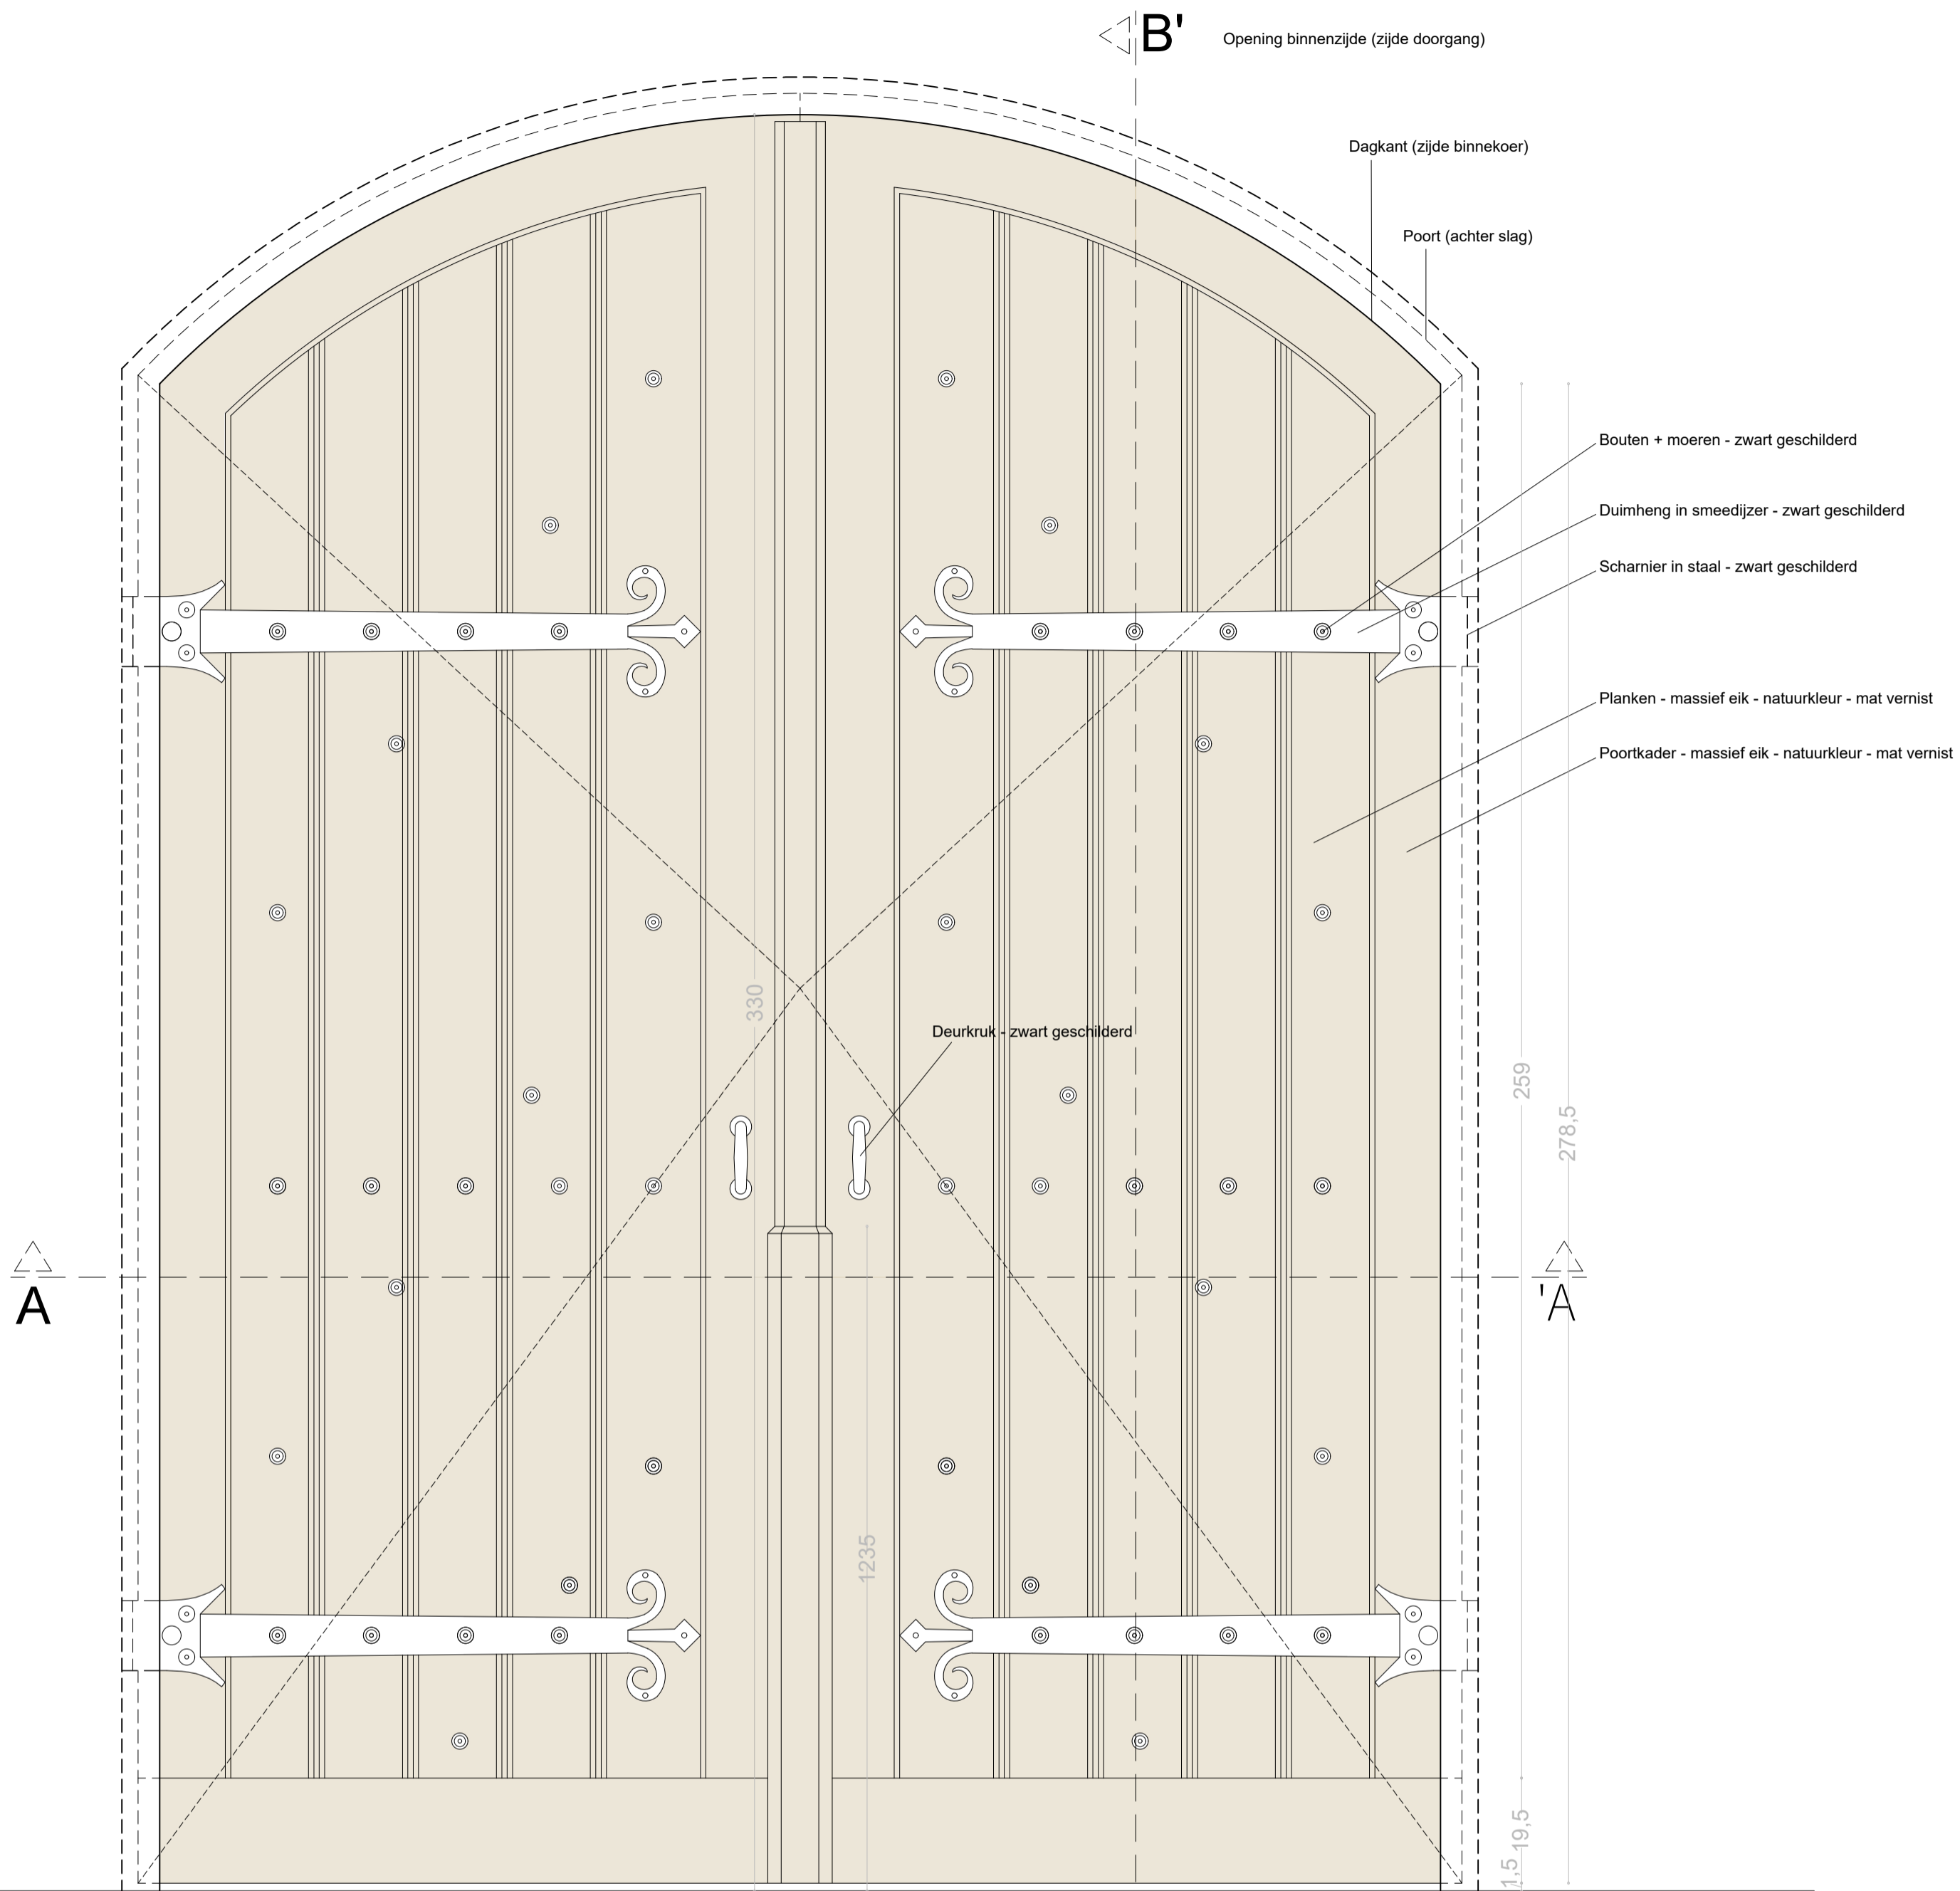 B'
Opening binnenzijde (zijde doorgang)
Dagkant (zijde binnekoer)
Poort (achter slag)
Bouten + moeren - zwart geschilderd
Duimheng in smeedijzer - zwart geschilderd
Scharnier in staal - zwart geschilderd
Planken - massief eik - natuurkleur - mat vernist
Poortkader - massief eik - natuurkleur - mat vernist
330
Deurkruk - zwart geschilderd
259
278,5
A
'A
1235
19,5
1,5